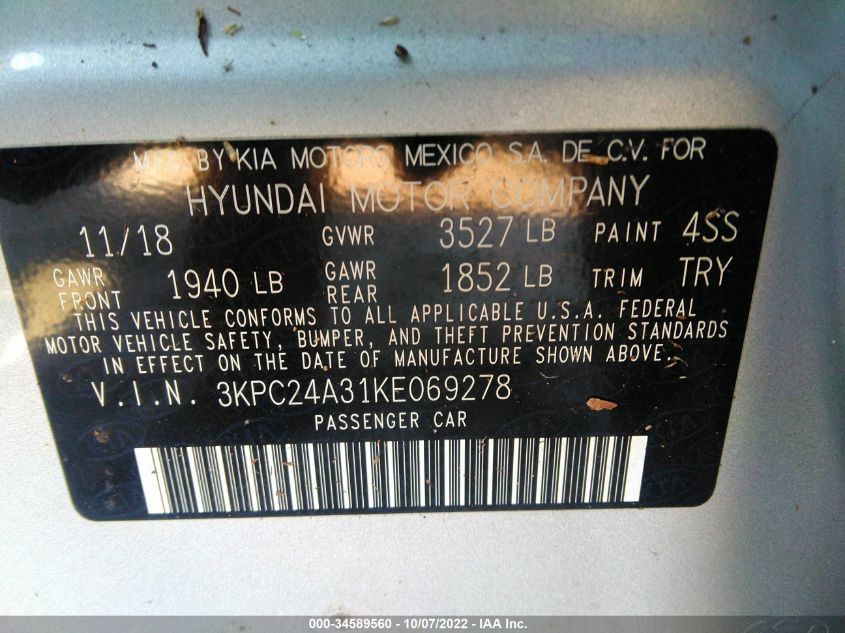 MFD. BY KIA MOTORS MEXICO S.A. DE C.V. FOR
HYUNDAI MOTOR COMPANY
11/18 GVWR 3527 LB PAINT 4SS
GAWR FRONT 1940 LB GAWR REAR 1852 LB TRIM TRY
THIS VEHICLE CONFORMS TO ALL APPLICABLE U.S.A. FEDERAL
MOTOR VEHICLE SAFETY, BUMPER, AND THEFT PREVENTION STANDARDS
IN EFFECT ON THE DATE OF MANUFACTURE SHOWN ABOVE.
V.I.N. 3KPC24A31KE069278
PASSENGER CAR
000-34589560 - 10/07/2022 - IAA Inc.